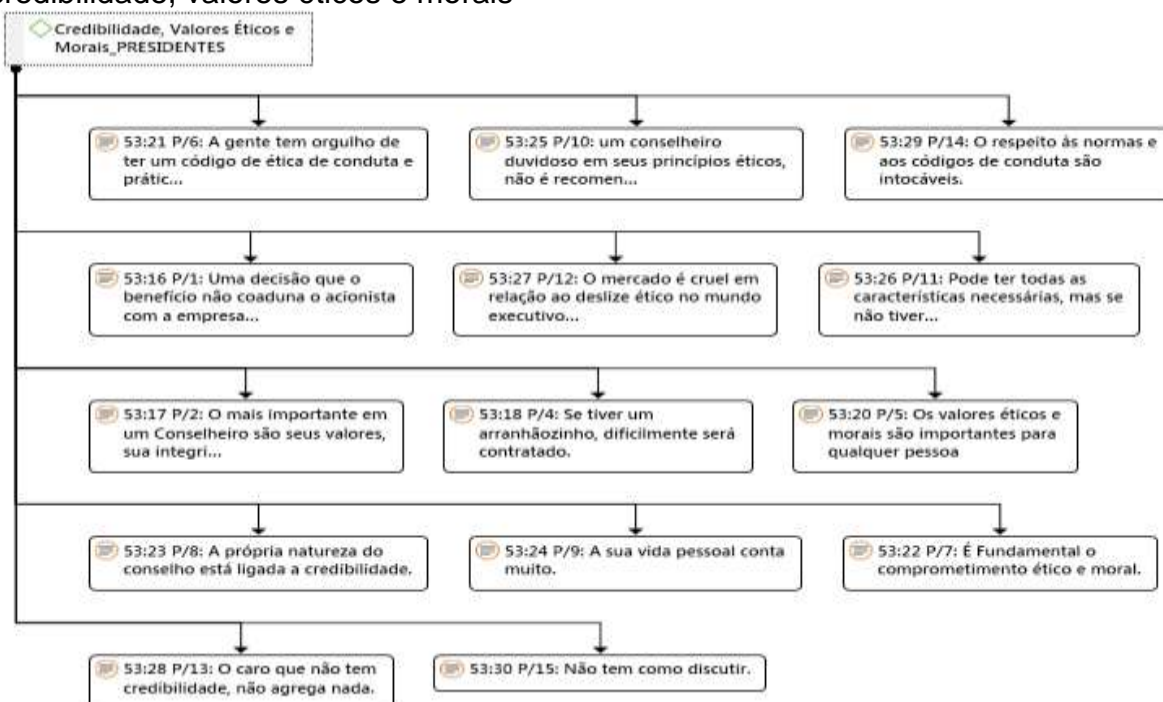 credibilidade, valores éticos e morais
Credibilidade, Valores Éticos e
Morais_PRESIDENTES
53:21 P/6: A gente tem orgulho de
ter um código de ética de conduta e
prátic...
53:25 P/10: um conselheiro
duvidoso em seus princípios éticos,
não é recomen...
53:29 P/14: O respeito às normas e
aos códigos de conduta são
intocáveis.
53:16 P/1: Uma decisão que o
benefício não coaduna o acionista
com a empresa...
53:27 P/12: O mercado é cruel em
relação ao deslize ético no mundo
executivo...
53:26 P/11: Pode ter todas as
características necessárias, mas se
não tiver...
53:17 P/2: O mais importante em
um Conselheiro são seus valores,
sua integri...
53:18 P/4: Se tiver um
arranhãozinho, dificilmente será
contratado.
53:20 P/5: Os valores éticos e
morais são importantes para
qualquer pessoa
53:23 P/8: A própria natureza do
conselho está ligada a credibilidade.
53:24 P/9: A sua vida pessoal conta
muito.
53:22 P/7: É Fundamental o
comprometimento ético e moral.
53:28 P/13: O caro que não tem
credibilidade, não agrega nada.
53:30 P/15: Não tem como discutir.